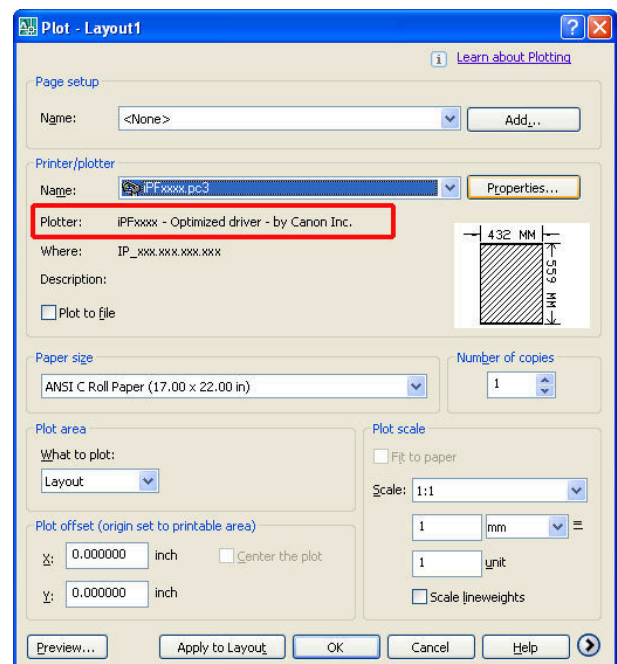 Plot - Layout1
Learn about Plotting
Page setup
Name: <None> Add...
Printer/plotter
Name: iPFxxxx.pc3 Properties...
Plotter: iPFxxxx - Optimized driver - by Canon Inc.
Where: IP_xxx.xxx.xxx.xxx
Description:
Plot to file
432 MM
559 MM
Paper size
ANSI C Roll Paper (17.00 x 22.00 in)
Number of copies
1
Plot area
What to plot:
Layout
Plot scale
Fit to paper
Scale: 1:1
1 mm =
1 unit
Scale lineweights
Plot offset (origin set to printable area)
X: 0.000000 inch Center the plot
Y: 0.000000 inch
Preview... Apply to Layout OK Cancel Help